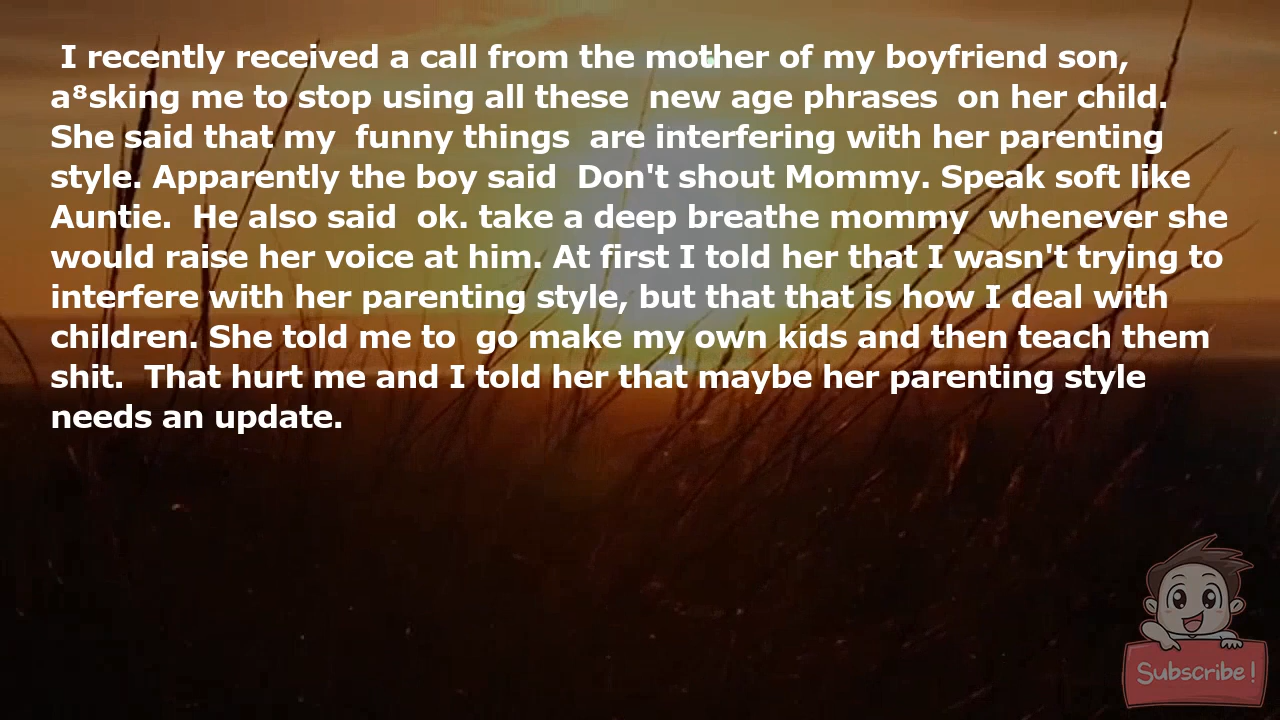 I recently received a call from the mother of my boyfriend son,
a⁸sking me to stop using all these  new age phrases  on her child.
She said that my  funny things  are interfering with her parenting
style. Apparently the boy said  Don't shout Mommy. Speak soft like
Auntie.  He also said  ok. take a deep breathe mommy  whenever she
would raise her voice at him. At first I told her that I wasn't trying to
interfere with her parenting style, but that that is how I deal with
children. She told me to  go make my own kids and then teach them
shit.  That hurt me and I told her that maybe her parenting style
needs an update.
Subscribe!